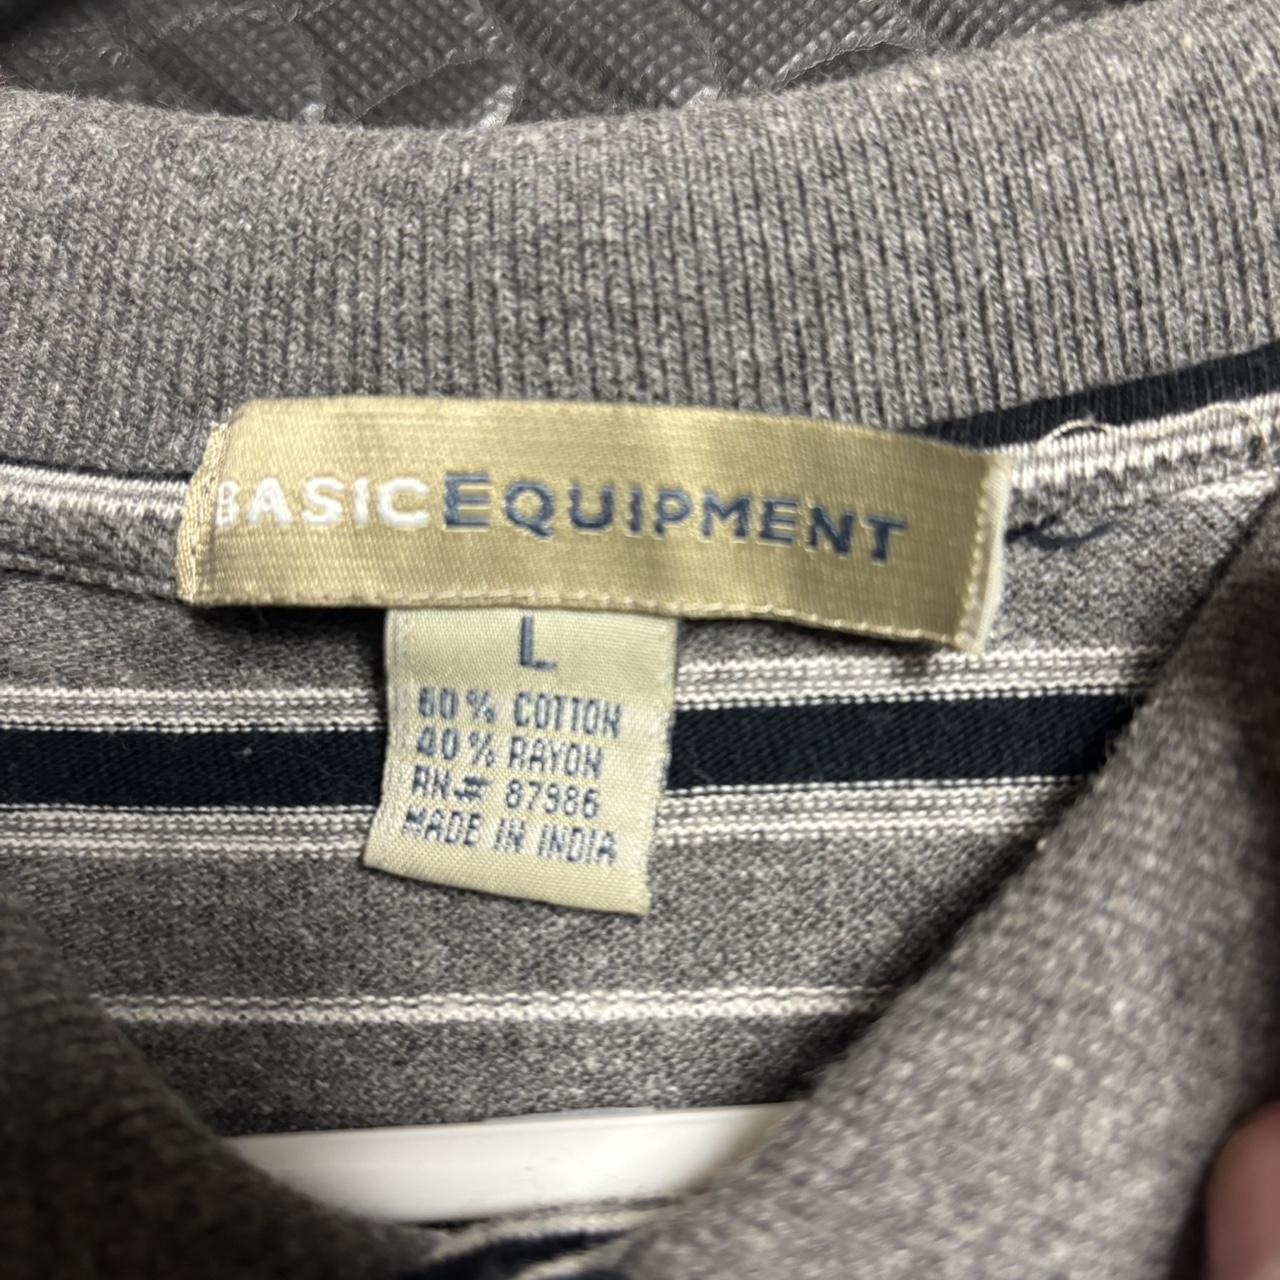 BASICEQUIPMENT
L
60% COTTON
40% RAYON
RN# 87986
MADE IN INDIA